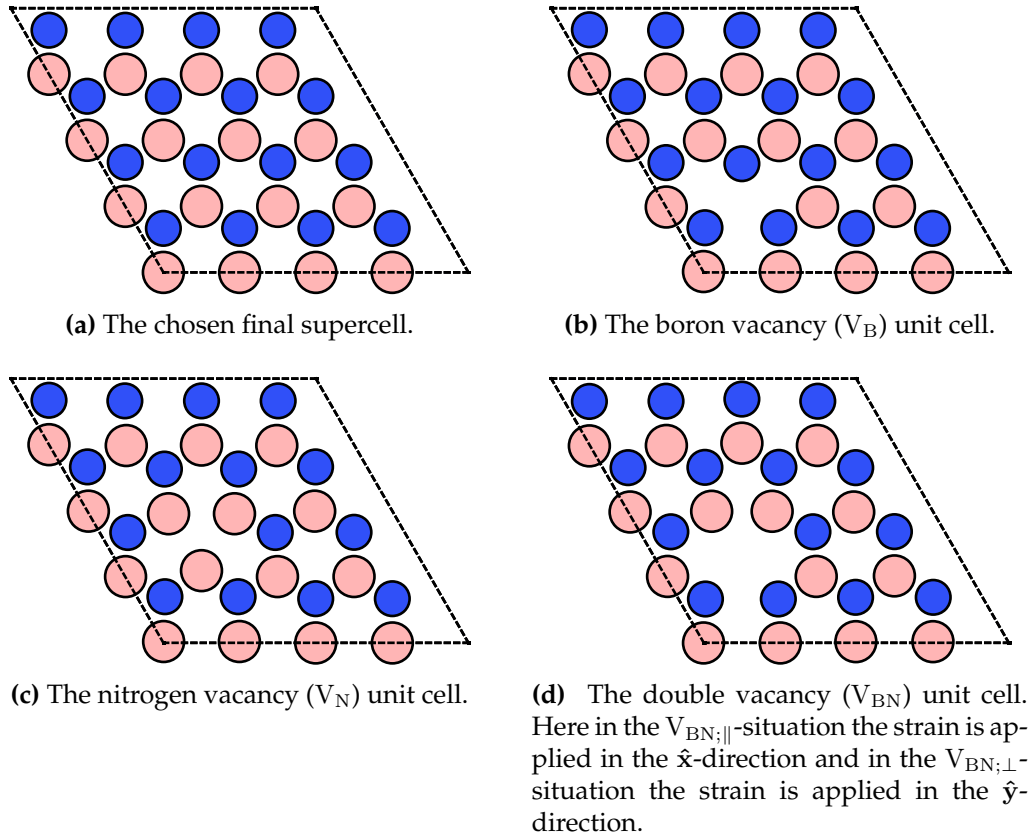 (a) The chosen final supercell.
(b) The boron vacancy (V_B) unit cell.
(c) The nitrogen vacancy (V_N) unit cell.
(d) The double vacancy (V_BN) unit cell.
Here in the V_BN;∥-situation the strain is ap-
plied in the x̂-direction and in the V_BN;⊥-
situation the strain is applied in the ŷ-
direction.